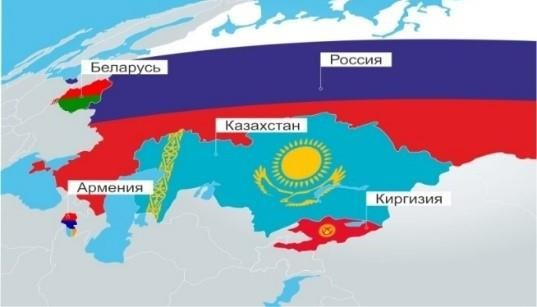 Беларусь
Россия
Казахстан
Армения
Киргизия